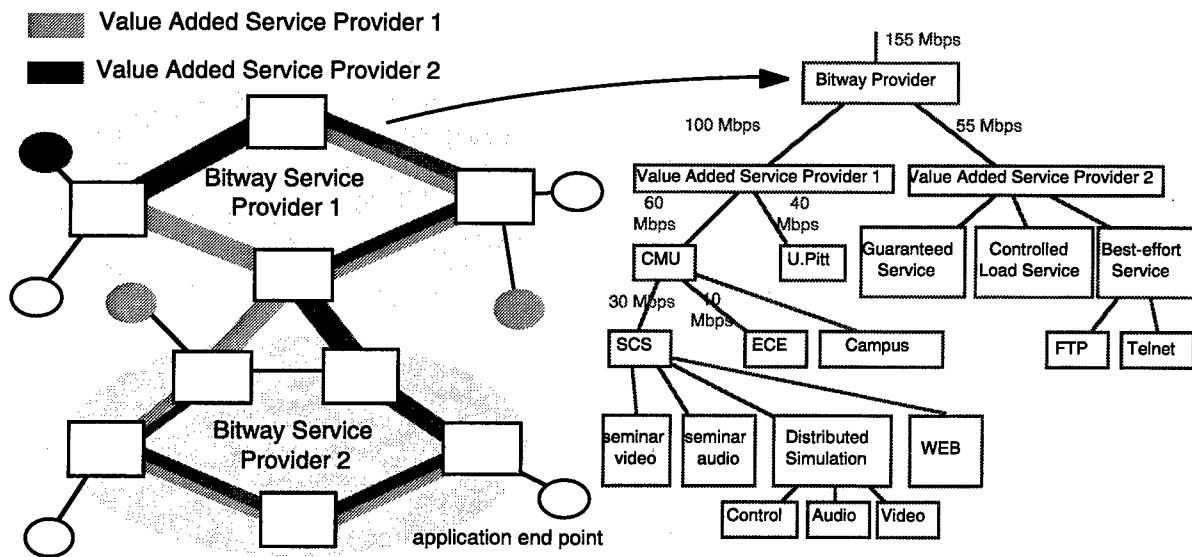 Value Added Service Provider 1
Value Added Service Provider 2
Bitway Service
Provider 1
Bitway Service
Provider 2
application end point
155 Mbps
Bitway Provider
100 Mbps
55 Mbps
Value Added Service Provider 1
Value Added Service Provider 2
60
Mbps
40
Mbps
CMU
U.Pitt
Guaranteed
Service
Controlled
Load Service
Best-effort
Service
30 Mbps
10
Mbps
SCS
ECE
Campus
FTP
Telnet
seminar
video
seminar
audio
Distributed
Simulation
WEB
Control
Audio
Video